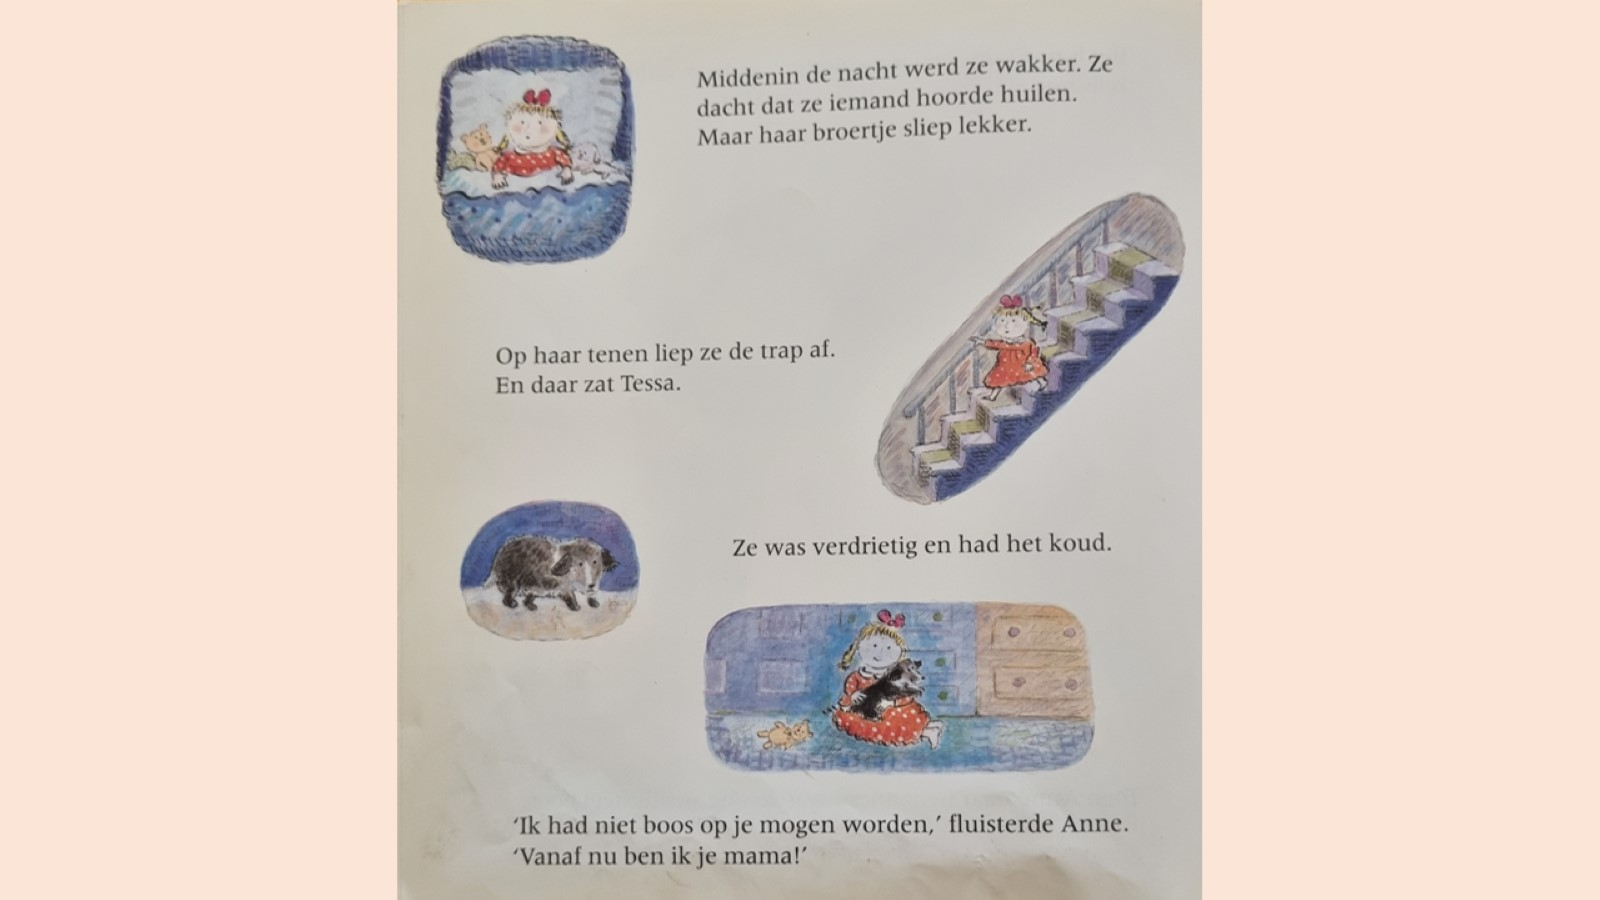 Middenin de nacht werd ze wakker. Ze
dacht dat ze iemand hoorde huilen.
Maar haar broertje sliep lekker.
Op haar tenen liep ze de trap af.
En daar zat Tessa.
Ze was verdrietig en had het koud.
‘Ik had niet boos op je mogen worden,’ fluisterde Anne.
‘Vanaf nu ben ik je mama!’